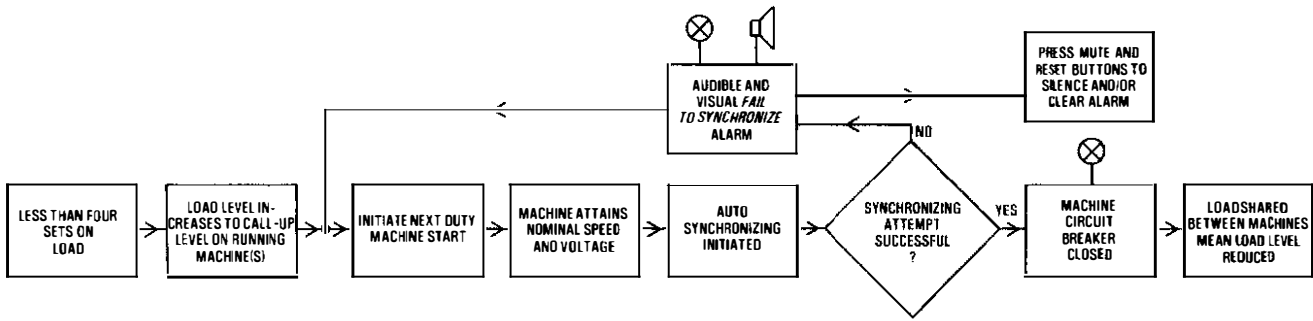 AUDIBLE AND
VISUAL FAIL
TO SYNCHRONIZE
ALARM
PRESS MUTE AND
RESET BUTTONS TO
SILENCE AND/OR
CLEAR ALARM
NO
LESS THAN FOUR
SETS ON
LOAD
LOAD LEVEL IN-
CREASES TO CALL-UP
LEVEL ON RUNNING
MACHINE(S)
INITIATE NEXT DUTY
MACHINE START
MACHINE ATTAINS
NOMINAL SPEED
AND VOLTAGE
AUTO
SYNCHRONIZING
INITIATED
SYNCHRONIZING
ATTEMPT
SUCCESSFUL
?
YES
MACHINE
CIRCUIT
BREAKER
CLOSED
LOADSHARED
BETWEEN MACHINES
MEAN LOAD LEVEL
REDUCED